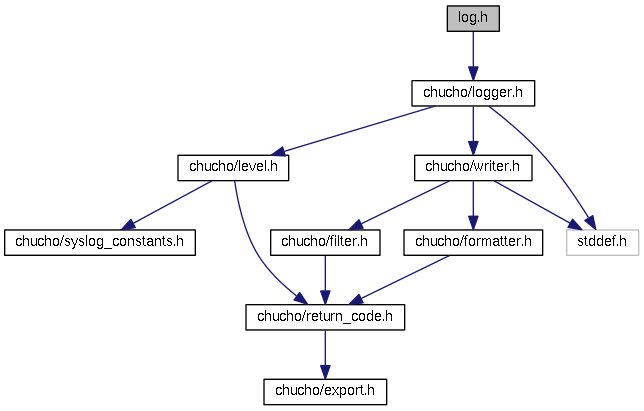 log.h
chucho/logger.h
chucho/level.h
chucho/writer.h
chucho/syslog_constants.h
chucho/filter.h
chucho/formatter.h
stddef.h
chucho/return_code.h
chucho/export.h